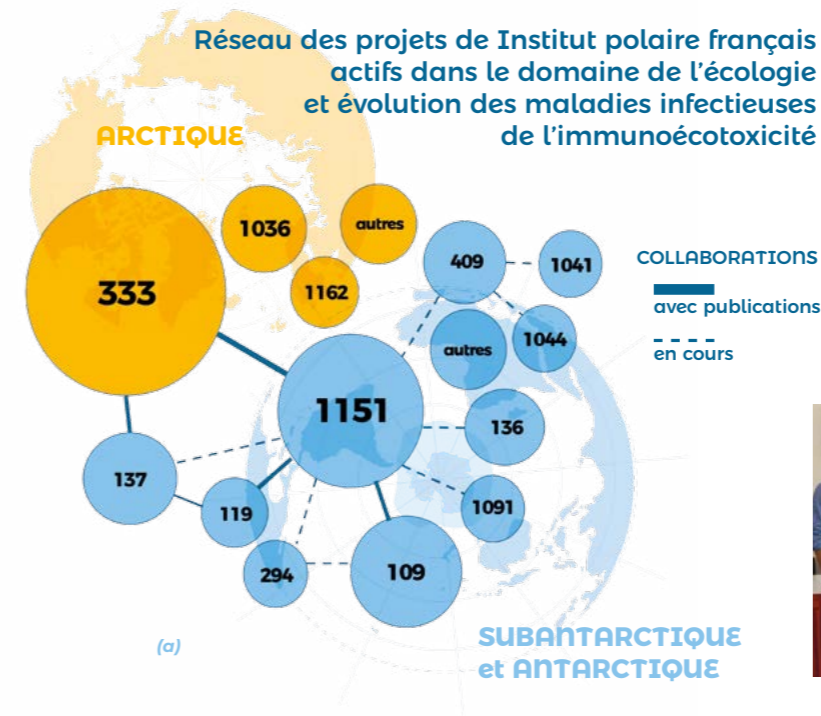 Réseau des projets de Institut polaire français
actifs dans le domaine de l'écologie
et évolution des maladies infectieuses
de l'immunoécotoxicité
ARCTIQUE
1036
autres
333
1162
409
1041
COLLABORATIONS
avec publications
en cours
autres
1044
1151
136
137
119
1091
294
109
(a)
SUBANTARCTIQUE
et ANTARCTIQUE